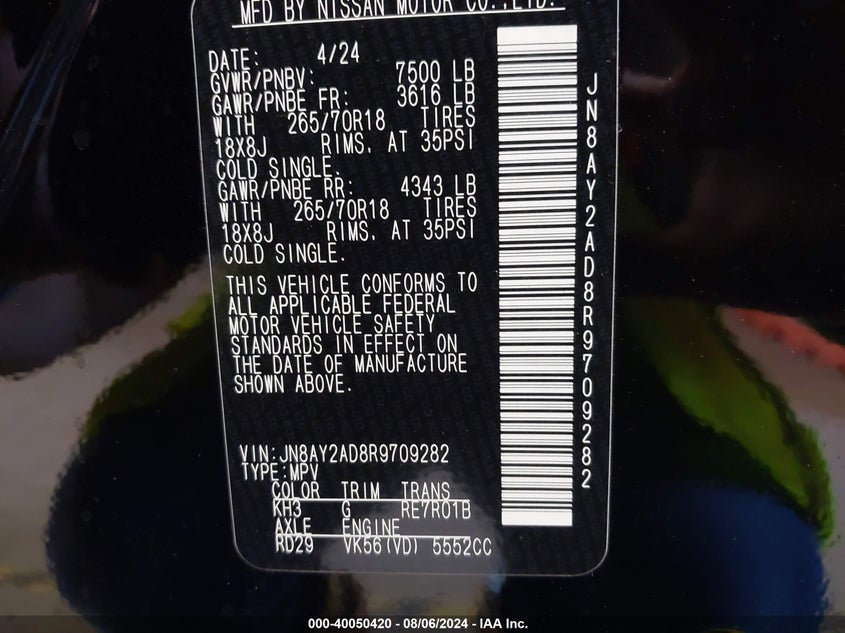 MFD BY NISSAN MOTOR CO.,LTD.
DATE: 4/24
GVWR/PNBV: 7500 LB
GAWR/PNBE FR: 3616 LB
WITH 265/70R18 TIRES
18X8J RIMS, AT 35PSI
COLD SINGLE.
GAWR/PNBE RR: 4343 LB
WITH 265/70R18 TIRES
18X8J RIMS, AT 35PSI
COLD SINGLE.
THIS VEHICLE CONFORMS TO
ALL APPLICABLE FEDERAL
MOTOR VEHICLE SAFETY
STANDARDS IN EFFECT ON
THE DATE OF MANUFACTURE
SHOWN ABOVE.
VIN:JN8AY2AD8R9709282
TYPE:MPV
COLOR TRIM TRANS
KH3 G RE7R01B
AXLE ENGINE
RD29 VK56(VD) 5552CC
JN8AY2AD8R9709282
000-40050420 - 08/06/2024 - IAA Inc.